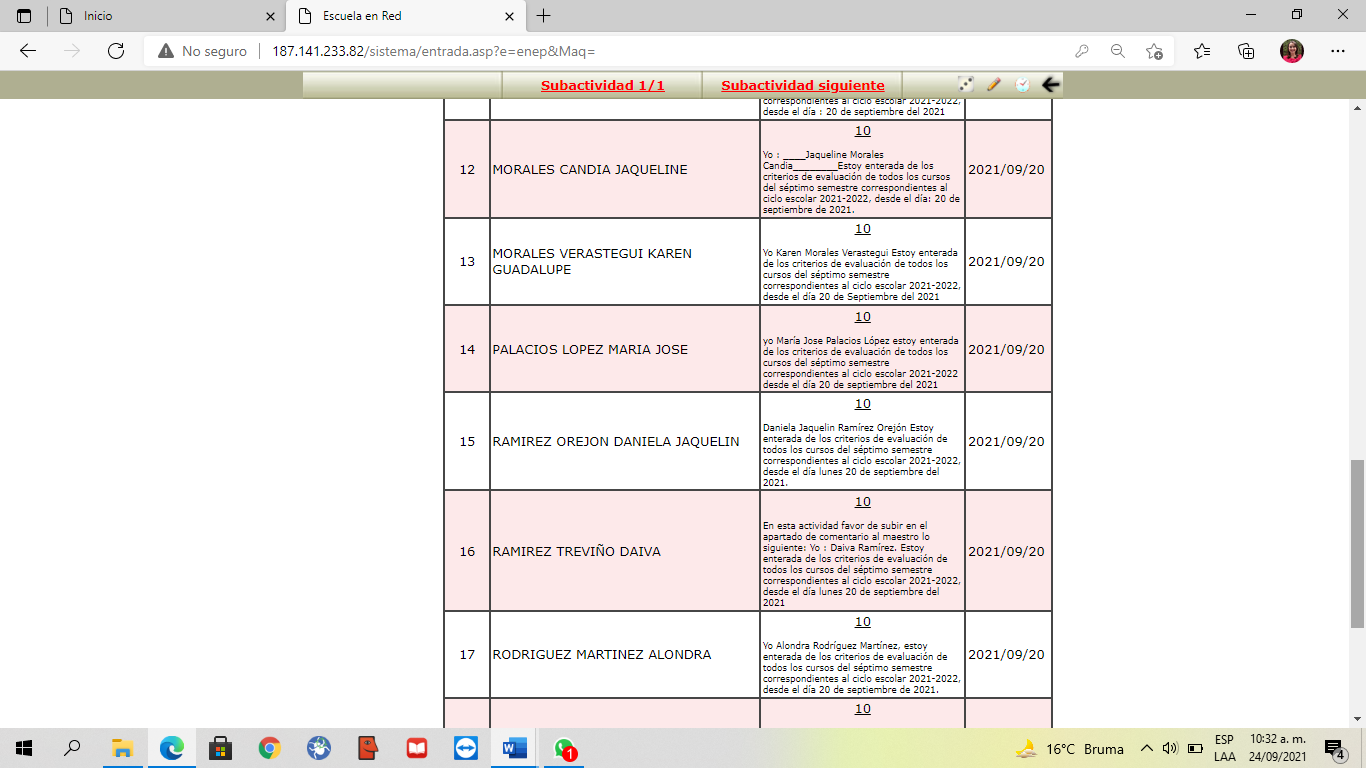 Inicio
Escuela en Red
No seguro
187.141.233.82/sistema/entrada.asp?e=enep&Maq=
Subactividad 1/1
Subactividad siguiente
correspondientes al ciclo escolar 2021-2022,
desde el día : 20 de septiembre del 2021
12
MORALES CANDIA JAQUELINE
10
Yo : ____Jaqueline Morales
Candia________Estoy enterada de los
criterios de evaluación de todos los cursos
del séptimo semestre correspondientes al
ciclo escolar 2021-2022, desde el día: 20 de
septiembre de 2021.
2021/09/20
13
MORALES VERASTEGUI KAREN
GUADALUPE
10
Yo Karen Morales Verastegui Estoy enterada
de los criterios de evaluación de todos los
cursos del séptimo semestre
correspondientes al ciclo escolar 2021-2022,
desde el día 20 de Septiembre del 2021
2021/09/20
14
PALACIOS LOPEZ MARIA JOSE
10
yo María Jose Palacios López estoy enterada
de los criterios de evaluación de todos los
cursos del séptimo semestre
correspondientes al ciclo escolar 2021-2022
desde el día 20 de septiembre del 2021
2021/09/20
15
RAMIREZ OREJON DANIELA JAQUELIN
10
Daniela Jaquelin Ramírez Orejón Estoy
enterada de los criterios de evaluación de
todos los cursos del séptimo semestre
correspondientes al ciclo escolar 2021-2022,
desde el día lunes 20 de septiembre del
2021.
2021/09/20
16
RAMIREZ TREVIÑO DAIVA
10
En esta actividad favor de subir en el
apartado de comentario al maestro lo
siguiente: Yo : Daiva Ramírez. Estoy
enterada de los criterios de evaluación de
todos los cursos del séptimo semestre
correspondientes al ciclo escolar 2021-2022,
desde el día lunes 20 de septiembre del
2021
2021/09/20
17
RODRIGUEZ MARTINEZ ALONDRA
10
Yo Alondra Rodríguez Martínez, estoy
enterada de los criterios de evaluación de
todos los cursos del séptimo semestre
correspondientes al ciclo escolar 2021-2022,
desde el día 20 de septiembre de 2021.
2021/09/20
10
1
16°C Bruma
ESP
LAA
10:32 a. m.
24/09/2021
4